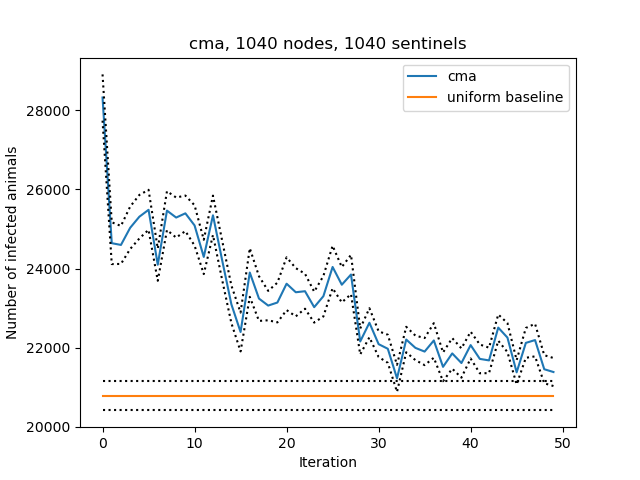 cma, 1040 nodes, 1040 sentinels
cma
uniform baseline
28000
26000
24000
22000
20000
Number of infected animals
0 10 20 30 40 50
Iteration